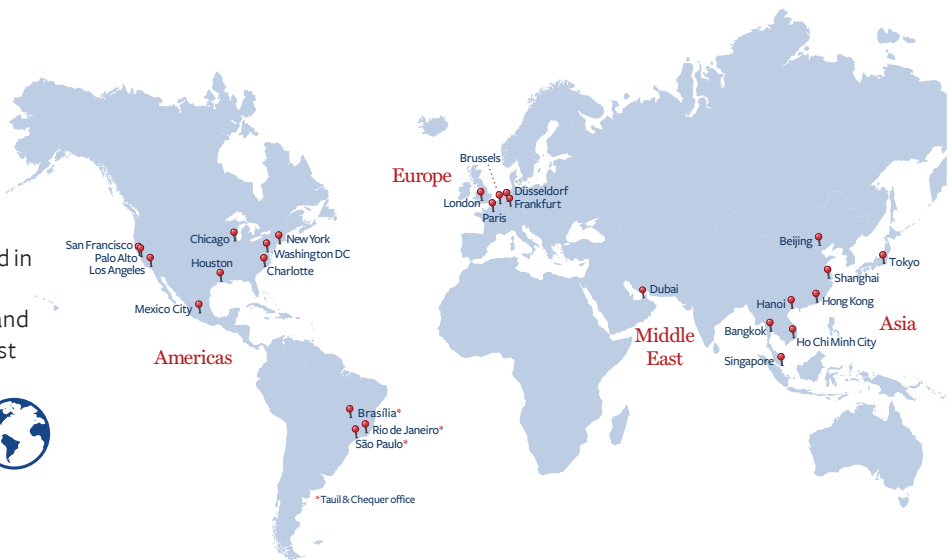 d in
and
st
Americas
San Francisco
Palo Alto
Los Angeles
Chicago
New York
Washington DC
Charlotte
Houston
Mexico City
Brasília*
Rio de Janeiro*
São Paulo*
*Tauil & Chequer office
Europe
Brussels
London
Düsseldorf
Frankfurt
Paris
Middle
East
Dubai
Asia
Beijing
Tokyo
Shanghai
Hanoi
Hong Kong
Bangkok
Ho Chi Minh City
Singapore